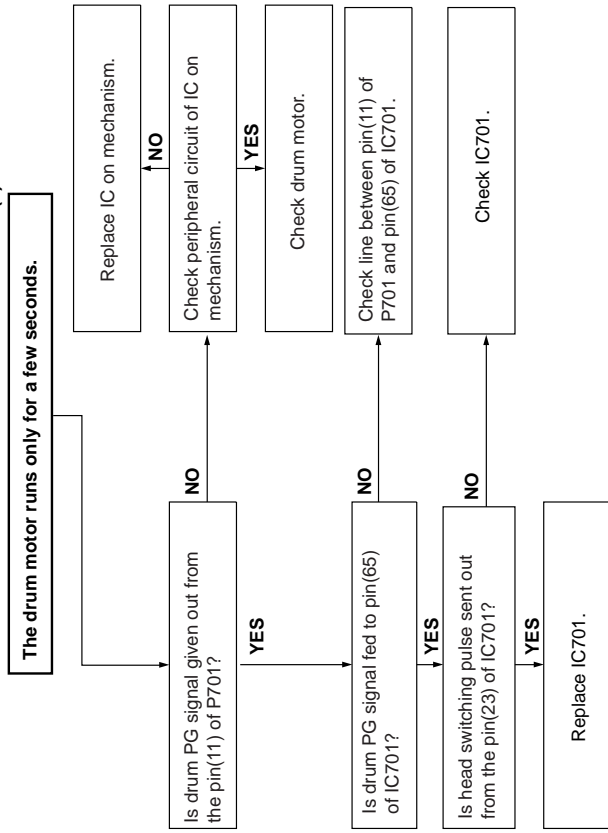 The drum motor runs only for a few seconds.
Is drum PG signal given out from
the pin(11) of P701?
NO
Check peripheral circuit of IC on
mechanism.
NO
Replace IC on mechanism.
YES
Check drum motor.
YES
Is drum PG signal fed to pin(65)
of IC701?
NO
Check line between pin(11) of
P701 and pin(65) of IC701.
YES
Is head switching pulse sent out
from the pin(23) of IC701?
NO
Check IC701.
YES
Replace IC701.